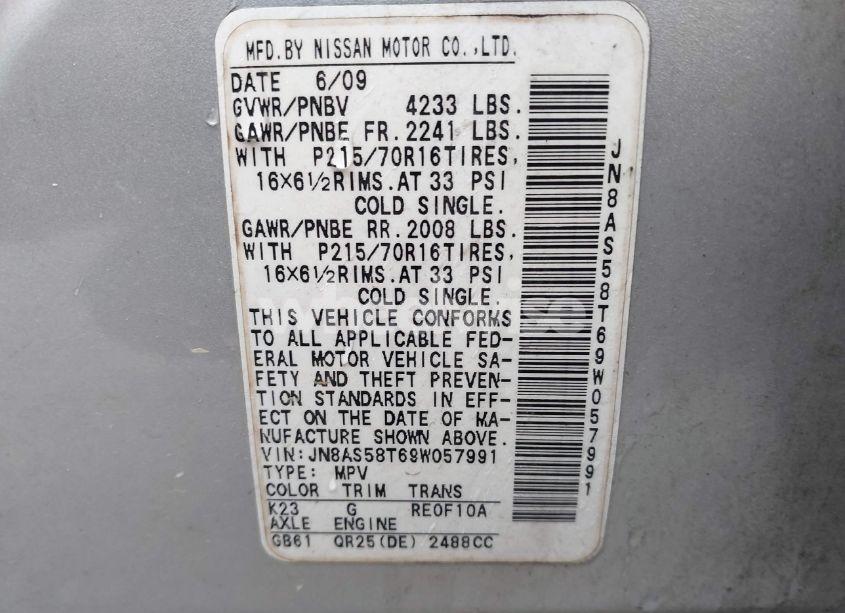 MFD.BY NISSAN MOTOR CO.,LTD.
DATE 6/09
GVWR/PNBV 4233 LBS.
GAWR/PNBE FR.2241 LBS.
WITH P215/70R16TIRES,
16X6½RIMS.AT 33 PSI
COLD SINGLE.
GAWR/PNBE RR.2008 LBS.
WITH P215/70R16TIRES,
16X6½RIMS.AT 33 PSI
COLD SINGLE.
THIS VEHICLE CONFORMS
TO ALL APPLICABLE FED-
ERAL MOTOR VEHICLE SA-
FETY AND THEFT PREVEN-
TION STANDARDS IN EFF-
ECT ON THE DATE OF MA-
NUFACTURE SHOWN ABOVE.
VIN:JN8AS58T69W057991
TYPE: MPV
COLOR TRIM TRANS
K23 G RE0F10A
AXLE ENGINE
GB61 QR25(DE) 2488CC
JN8AS58T69W057991